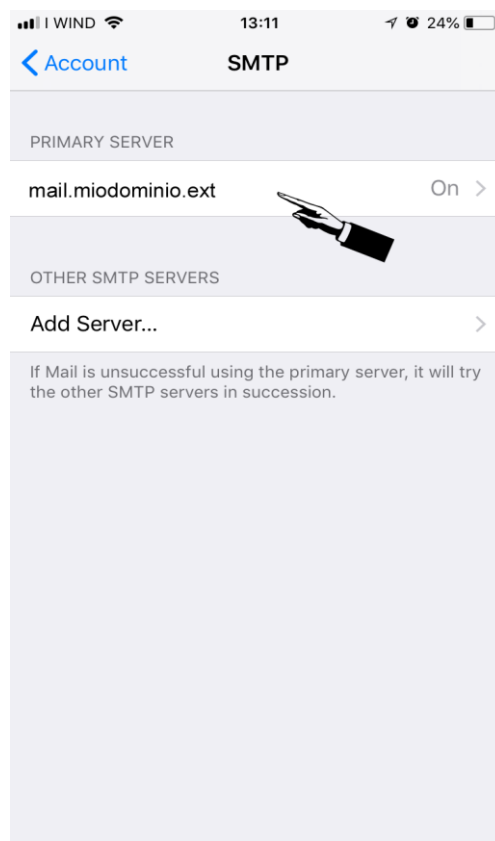 I WIND 13:11 24%
Account SMTP
PRIMARY SERVER
mail.miodominio.ext On
OTHER SMTP SERVERS
Add Server...
If Mail is unsuccessful using the primary server, it will try
the other SMTP servers in succession.